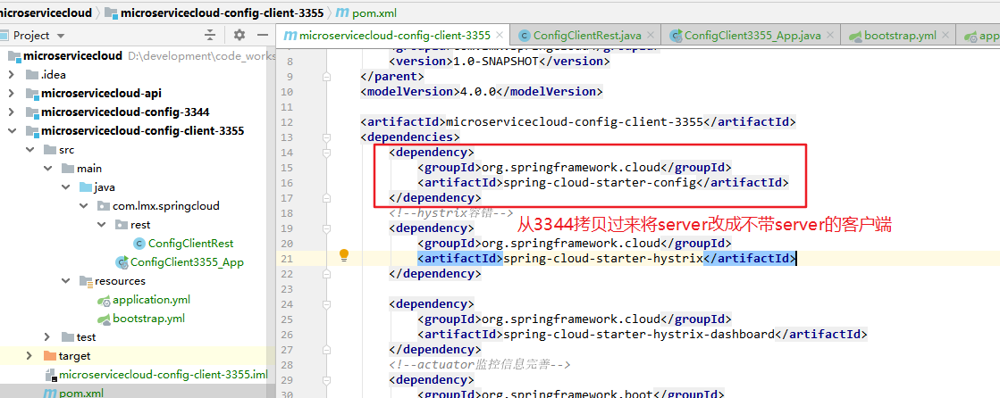 microservicecloud microservicecloud-config-client-3355 pom.xml
Project
microservicecloud-config-client-3355 ConfigClientRest.java ConfigClient3355_App.java bootstrap.yml
microservicecloud D:\development\code_works
.idea
microservicecloud-api
microservicecloud-config-3344
microservicecloud-config-client-3355
src
main
java
com.lmx.springcloud
rest
ConfigClientRest
ConfigClient3355_App
resources
application.yml
bootstrap.yml
test
target
microservicecloud-config-client-3355.iml
pom.xml
8 <version>1.0-SNAPSHOT</version>
9 </parent>
10 <modelVersion>4.0.0</modelVersion>
11
12 <artifactId>microservicecloud-config-client-3355</artifactId>
13 <dependencies>
14 <dependency>
15 <groupId>org.springframework.cloud</groupId>
16 <artifactId>spring-cloud-starter-config</artifactId>
17 </dependency>
18 <!--hystrix容错-->
从3344拷贝过来将server改成不带server的客户端
19 <dependency>
20 <groupId>org.springframework.cloud</groupId>
21 <artifactId>spring-cloud-starter-hystrix</artifactId>
22 </dependency>
23
24 <dependency>
25 <groupId>org.springframework.cloud</groupId>
26 <artifactId>spring-cloud-starter-hystrix-dashboard</artifactId>
27 </dependency>
28 <!--actuator监控信息完善-->
29 <dependency>
30 <groupId>org.springframework.boot</groupId>